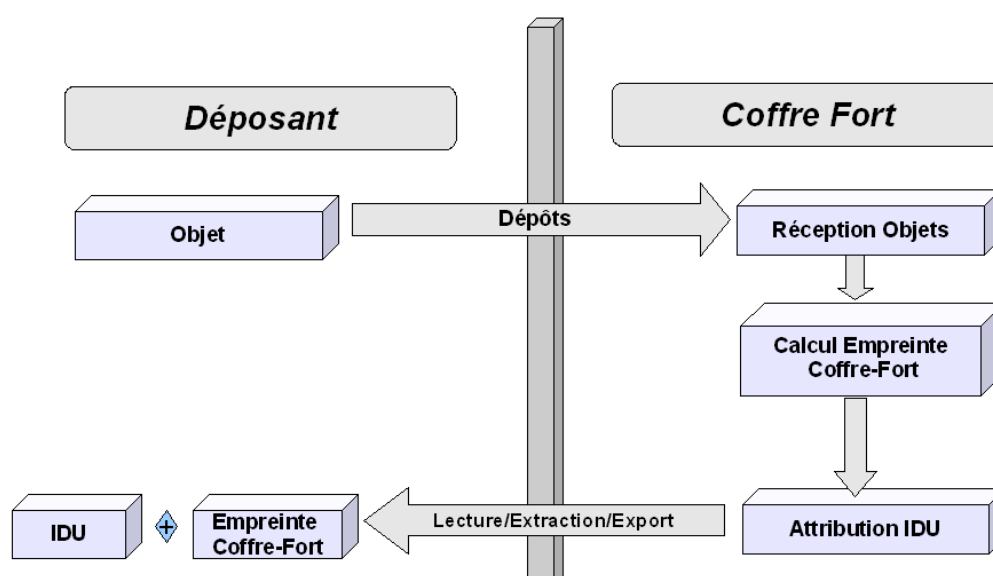 Déposant
Coffre Fort
Objet
Dépôts
Réception Objets
Calcul Empreinte
Coffre-Fort
Lecture/Extraction/Export
Attribution IDU
IDU
+
Empreinte
Coffre-Fort